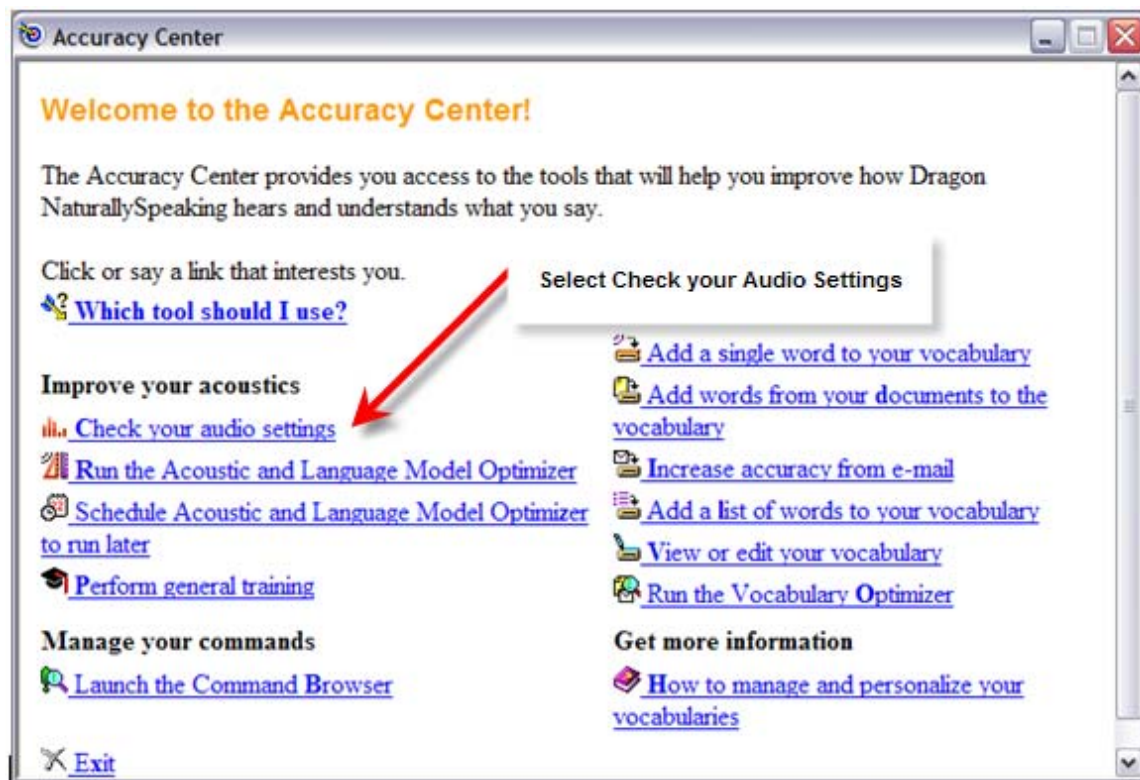 Accuracy Center
Welcome to the Accuracy Center!
The Accuracy Center provides you access to the tools that will help you improve how Dragon
NaturallySpeaking hears and understands what you say.
Click or say a link that interests you.
Which tool should I use?
Select Check your Audio Settings
Improve your acoustics
Check your audio settings
Run the Acoustic and Language Model Optimizer
Schedule Acoustic and Language Model Optimizer
to run later
Perform general training
Add a single word to your vocabulary
Add words from your documents to the
vocabulary
Increase accuracy from e-mail
Add a list of words to your vocabulary
View or edit your vocabulary
Run the Vocabulary Optimizer
Manage your commands
Launch the Command Browser
Get more information
How to manage and personalize your
vocabularies
Exit